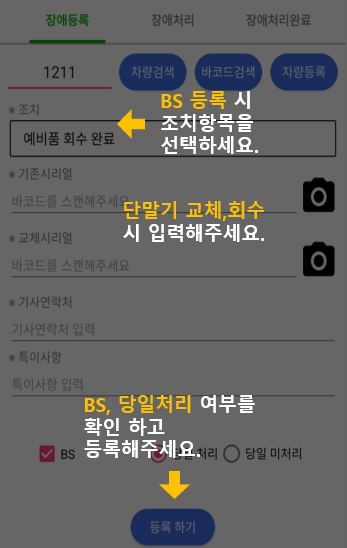 장애등록 장애처리 장애처리완료
1211 차량검색 바코드검색 차량등록
※ 조치
BS 등록 시
조치항목을
선택하세요.
예비품 회수 완료
※ 기존시리얼
바코드를 스캔해주세요
단말기 교체,회수
시 입력해주세요.
※ 교체시리얼
바코드를 스캔해주세요
※ 기사연락처
기사연락처 입력
※ 특이사항
특이사항 입력
BS, 당일처리 여부를
확인 하고
등록해주세요.
BS 처리 당일 미처리
등록 하기